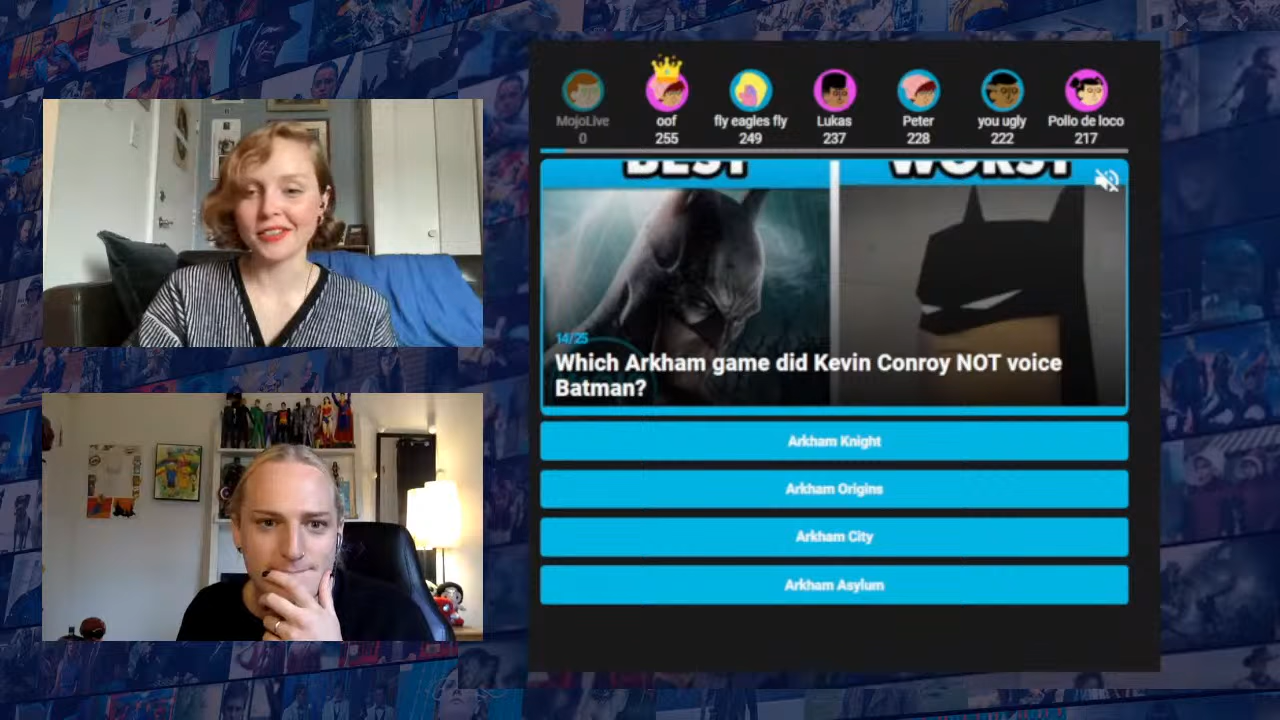 MojoLive
oof
fly eagles fly
Lukas
Peter
you ugly
Pollo de loco
0
255
249
237
228
222
217
BEST
WORST
14/25
Which Arkham game did Kevin Conroy NOT voice
Batman?
Arkham Knight
Arkham Origins
Arkham City
Arkham Asylum